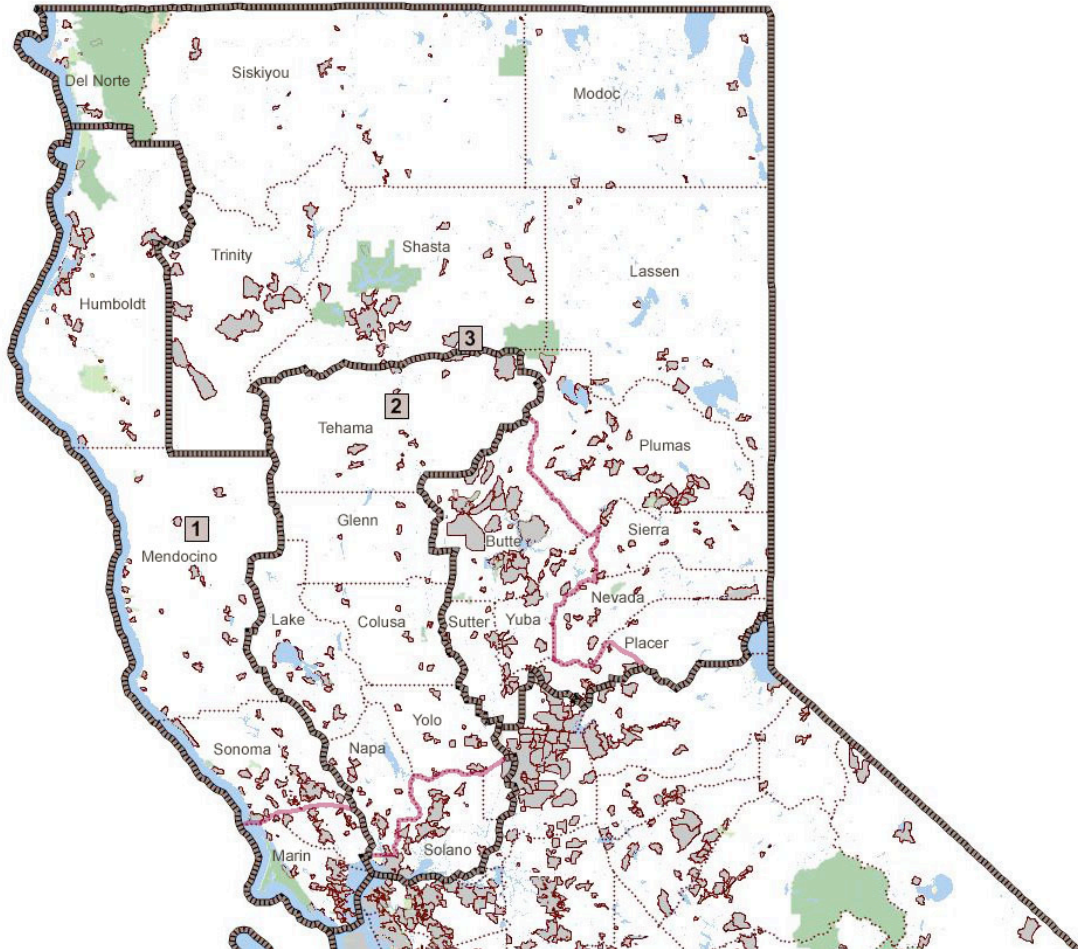 Del Norte
Siskiyou
Modoc
Trinity
Shasta
Lassen
Humboldt
3
2
Tehama
Plumas
1
Mendocino
Glenn
Butte
Sierra
Lake
Colusa
Sutter
Yuba
Nevada
Placer
Sonoma
Napa
Yolo
Marin
Solano